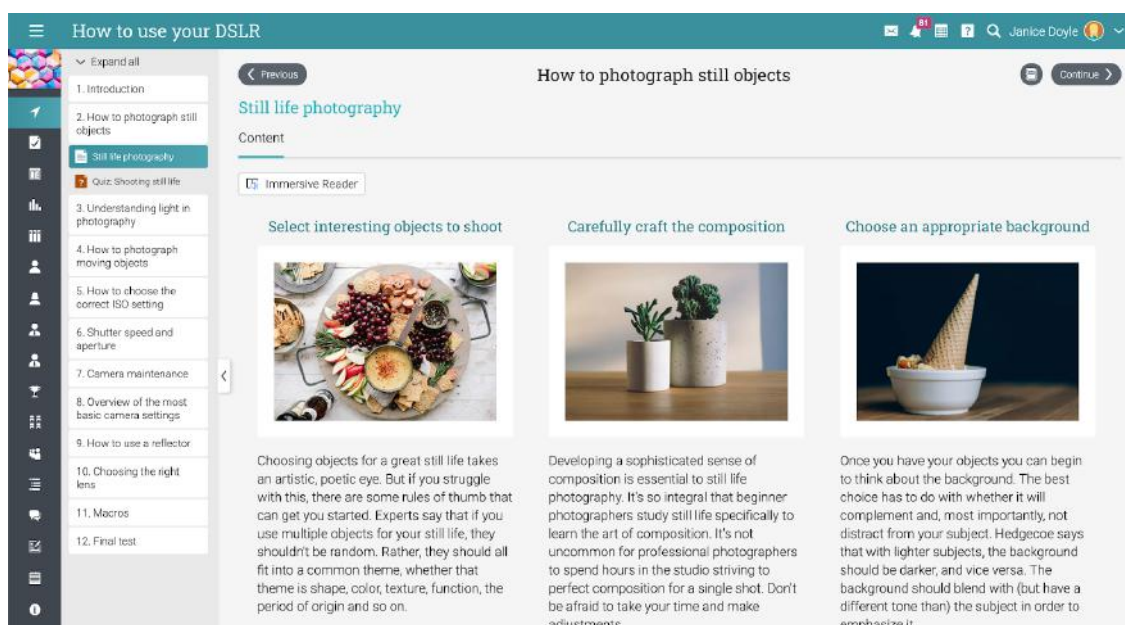 How to use your DSLR
81
Janice Doyle
Expand all
1. Introduction
2. How to photograph still
objects
Still life photography
Quiz: Shooting still life
3. Understanding light in
photography
4. How to photograph
moving objects
5. How to choose the
correct ISO setting
6. Shutter speed and
aperture
7. Camera maintenance
8. Overview of the most
basic camera settings
9. How to use a reflector
10. Choosing the right
lens
11. Macros
12. Final test
Previous
How to photograph still objects
Continue
Still life photography
Content
Immersive Reader
Select interesting objects to shoot
Choosing objects for a great still life takes
an artistic, poetic eye. But if you struggle
with this, there are some rules of thumb that
can get you started. Experts say that if you
use multiple objects for your still life, they
shouldn't be random. Rather, they should all
fit into a common theme, whether that
theme is shape, color, texture, function, the
period of origin and so on.
Carefully craft the composition
Developing a sophisticated sense of
composition is essential to still life
photography. It's so integral that beginner
photographers study still life specifically to
learn the art of composition. It's not
uncommon for professional photographers
to spend hours in the studio striving to
perfect composition for a single shot. Don't
be afraid to take your time and make
adjustments
Choose an appropriate background
Once you have your objects you can begin
to think about the background. The best
choice has to do with whether it will
complement and, most importantly, not
distract from your subject. Hedgecoe says
that with lighter subjects, the background
should be darker, and vice versa. The
background should blend with (but have a
different tone than) the subject in order to
emphasize it